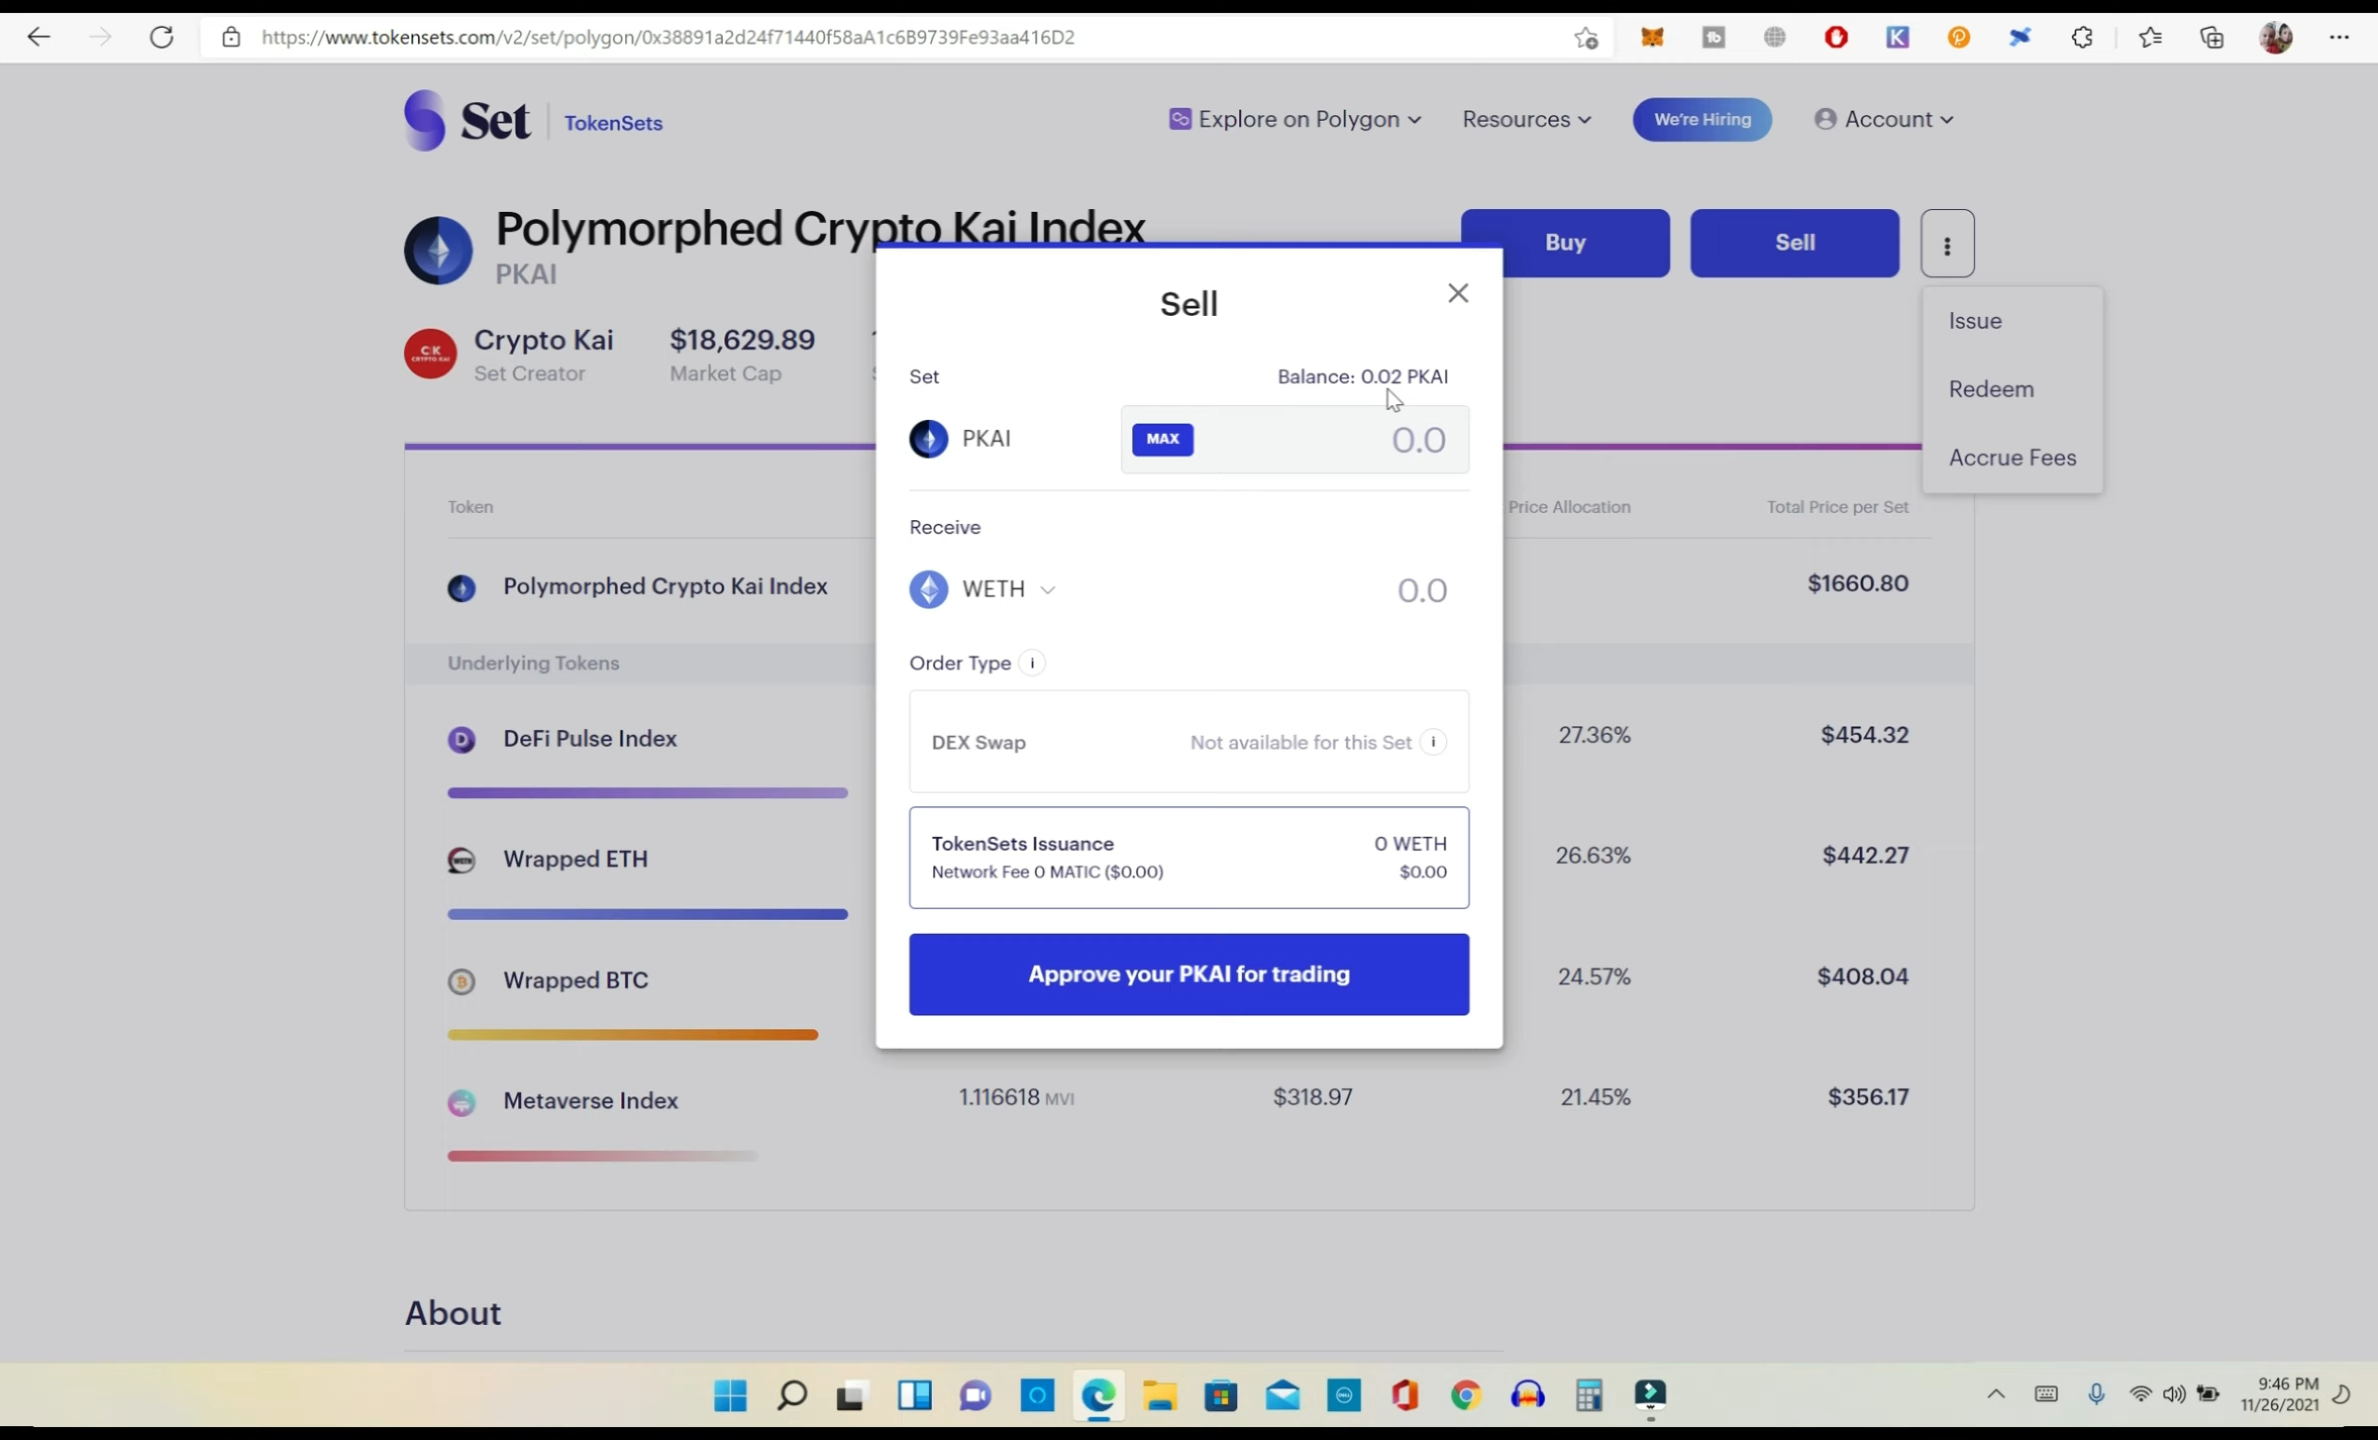 https://www.tokensets.com/v2/set/polygon/0x38891a2d24f71440f58aA1c6B9739Fe93aa416D2
Set TokenSets
Explore on Polygon
Resources
We're Hiring
Account
Polymorphed Crypto Kai Index
PKAI
Buy
Sell
Issue
Redeem
Accrue Fees
CK
CRYPTO KAI
Crypto Kai
Set Creator
$18,629.89
Market Cap
Sell
Set
Balance: 0.02 PKAI
PKAI
MAX
0.0
Receive
WETH
0.0
Order Type
DEX Swap
Not available for this Set
TokenSets Issuance
0 WETH
Network Fee 0 MATIC ($0.00)
$0.00
Approve your PKAI for trading
Token
Price Allocation
Total Price per Set
Polymorphed Crypto Kai Index
$1660.80
Underlying Tokens
DeFi Pulse Index
27.36%
$454.32
Wrapped ETH
26.63%
$442.27
Wrapped BTC
24.57%
$408.04
Metaverse Index
1.116618 MVI
$318.97
21.45%
$356.17
About
9:46 PM
11/26/2021